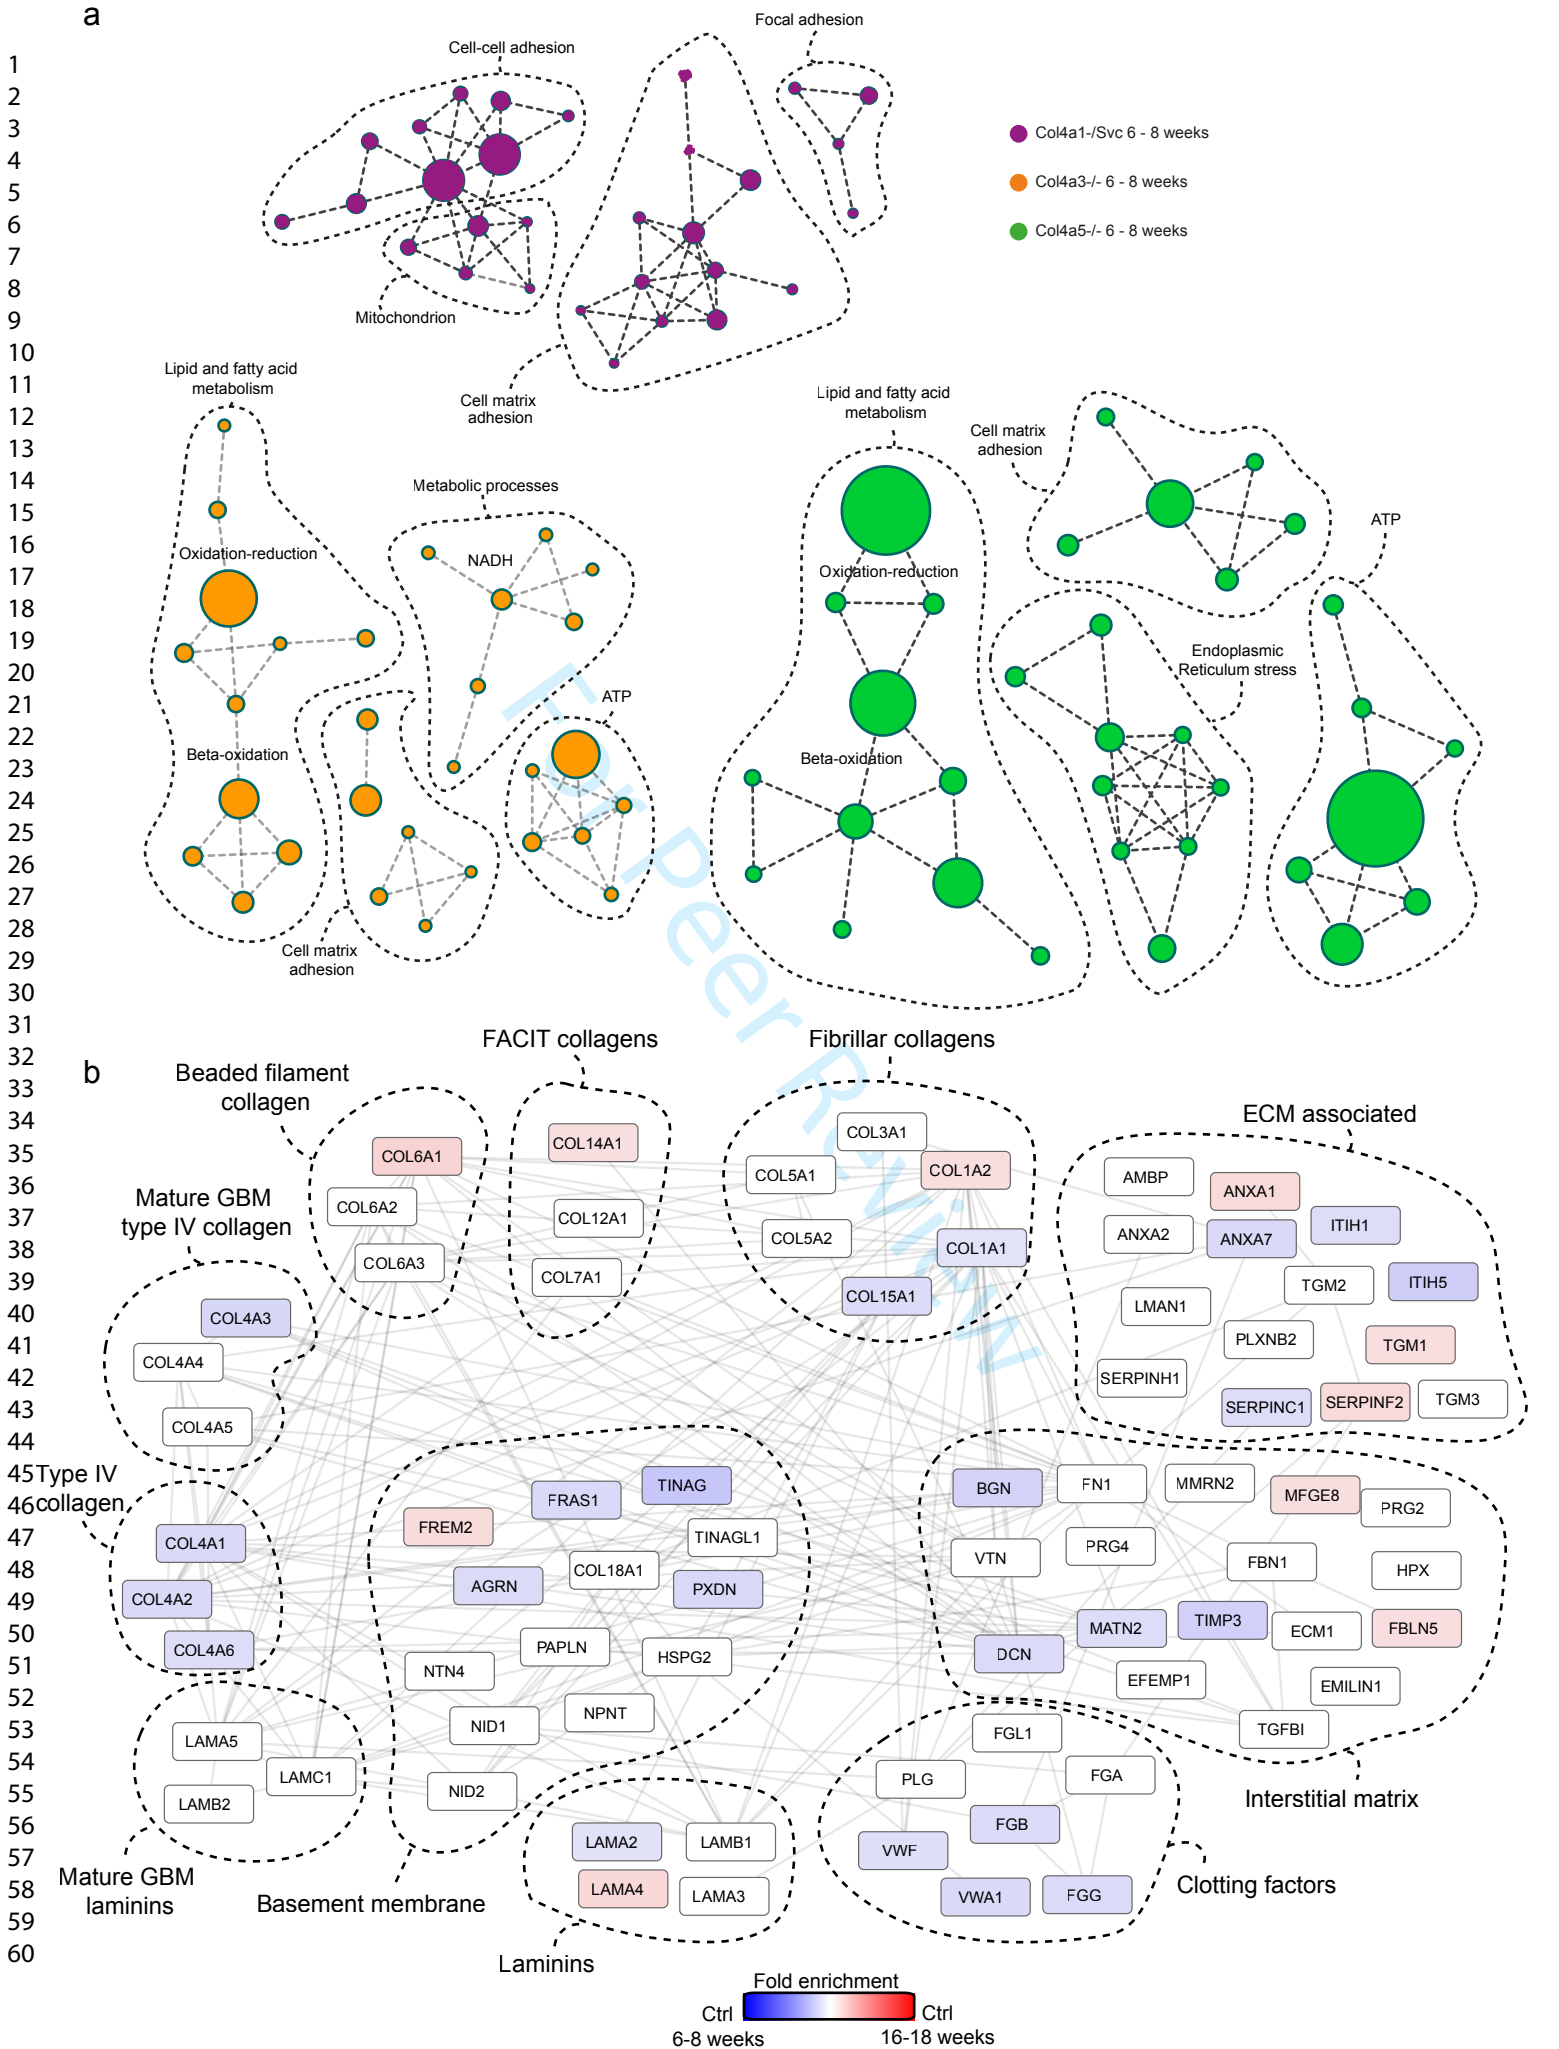 a
Focal adhesion
Cell-cell adhesion
Col4a1-/Svc 6 - 8 weeks
Col4a3-/- 6 - 8 weeks
Col4a5-/- 6 - 8 weeks
Mitochondrion
Cell matrix
adhesion
Lipid and fatty acid
metabolism
Oxidation-reduction
Beta-oxidation
Metabolic processes
NADH
ATP
Cell matrix
adhesion
Lipid and fatty acid
metabolism
Oxidation-reduction
Beta-oxidation
Cell matrix
adhesion
Endoplasmic
Reticulum stress
ATP
For Peer Review
b
Beaded filament
collagen
COL6A1
COL6A2
COL6A3
FACIT collagens
COL14A1
COL12A1
COL7A1
Fibrillar collagens
COL3A1
COL5A1
COL1A2
COL5A2
COL1A1
COL15A1
ECM associated
AMBP
ANXA1
ANXA2
ANXA7
ITIH1
TGM2
ITIH5
LMAN1
PLXNB2
TGM1
SERPINH1
SERPINC1
SERPINF2
TGM3
Mature GBM
type IV collagen
COL4A3
COL4A4
COL4A5
Type IV
collagen
COL4A1
COL4A2
COL4A6
FRAS1
TINAG
FREM2
TINAGL1
COL18A1
AGRN
PXDN
PAPLN
HSPG2
NTN4
NID1
NPNT
NID2
Basement membrane
BGN
FN1
MMRN2
MFGE8
PRG2
VTN
PRG4
FBN1
HPX
MATN2
TIMP3
ECM1
FBLN5
DCN
EFEMP1
EMILIN1
TGFBI
Interstitial matrix
LAMA5
LAMC1
LAMB2
Mature GBM
laminins
LAMA2
LAMB1
LAMA4
LAMA3
Laminins
FGL1
PLG
FGA
FGB
VWF
VWA1
FGG
Clotting factors
Fold enrichment
Ctrl
6-8 weeks
Ctrl
16-18 weeks
1
2
3
4
5
6
7
8
9
10
11
12
13
14
15
16
17
18
19
20
21
22
23
24
25
26
27
28
29
30
31
32
33
34
35
36
37
38
39
40
41
42
43
44
45
46
47
48
49
50
51
52
53
54
55
56
57
58
59
60